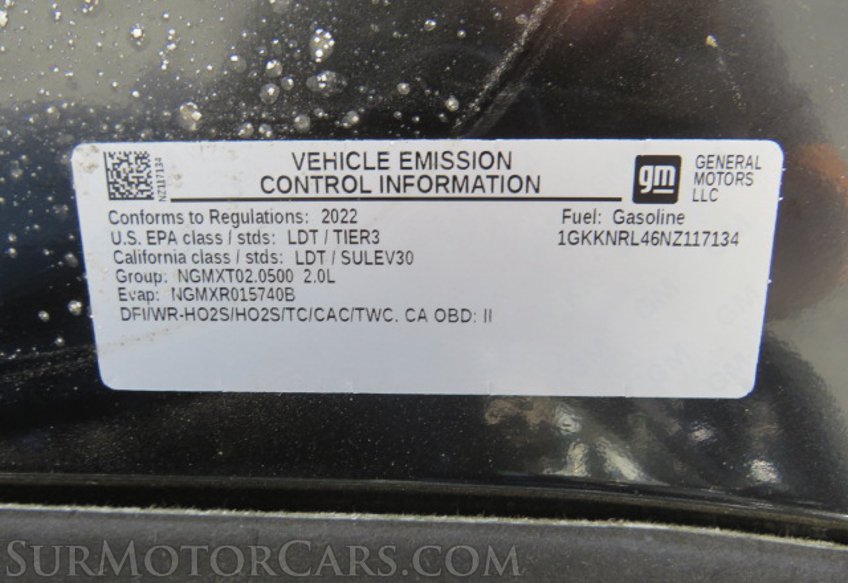 VEHICLE EMISSION
CONTROL INFORMATION
gm
GENERAL
MOTORS
LLC
NZ117134
Conforms to Regulations: 2022
Fuel: Gasoline
U.S. EPA class / stds: LDT / TIER3
1GKKNRL46NZ117134
California class / stds: LDT / SULEV30
Group: NGMXT02.0500 2.0L
Evap: NGMXR015740B
DFI/WR-HO2S/HO2S/TC/CAC/TWC. CA OBD: II
GM
GM
SURMOTORCARS.COM